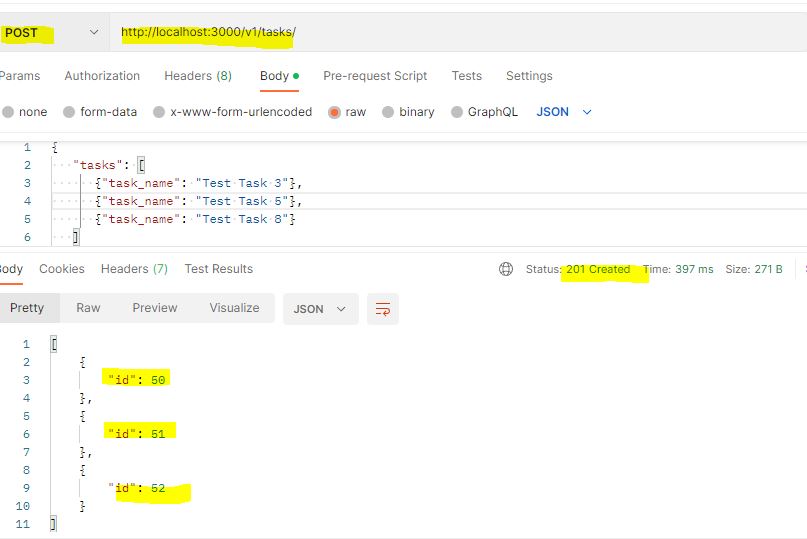 POST http://localhost:3000/v1/tasks/
Params Authorization Headers (8) Body Pre-request Script Tests Settings
none form-data x-www-form-urlencoded raw binary GraphQL JSON
1 {
2 "tasks": [
3 {"task_name": "Test Task 3"},
4 {"task_name": "Test Task 5"},
5 {"task_name": "Test Task 8"}
6 ]
Body Cookies Headers (7) Test Results Status: 201 Created Time: 397 ms Size: 271 B
Pretty Raw Preview Visualize JSON
1 [
2 {
3 "id": 50
4 },
5 {
6 "id": 51
7 },
8 {
9 "id": 52
10 }
11 ]